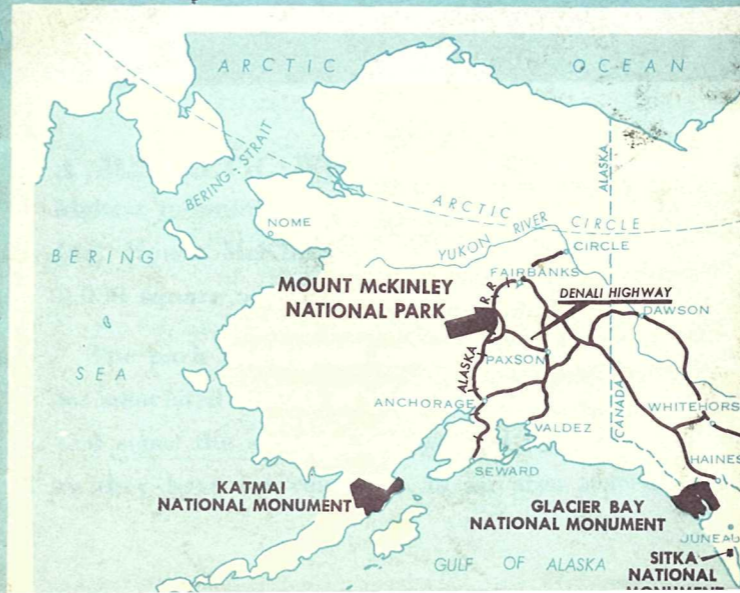 ARCTIC OCEAN
BERING STRAIT
ALASKA
ARCTIC CIRCLE
NOME
YUKON RIVER
CIRCLE
BERING
SEA
FAIRBANKS
MOUNT McKINLEY
NATIONAL PARK
DENALI HIGHWAY
DAWSON
ALASKA R.R.
PAXSON
ANCHORAGE
CANADA
WHITEHORS
VALDEZ
SEWARD
HAINES
KATMAI
NATIONAL MONUMENT
GLACIER BAY
NATIONAL MONUMENT
JUNEAU
GULF OF ALASKA
SITKA
NATIONAL
MONUMENT